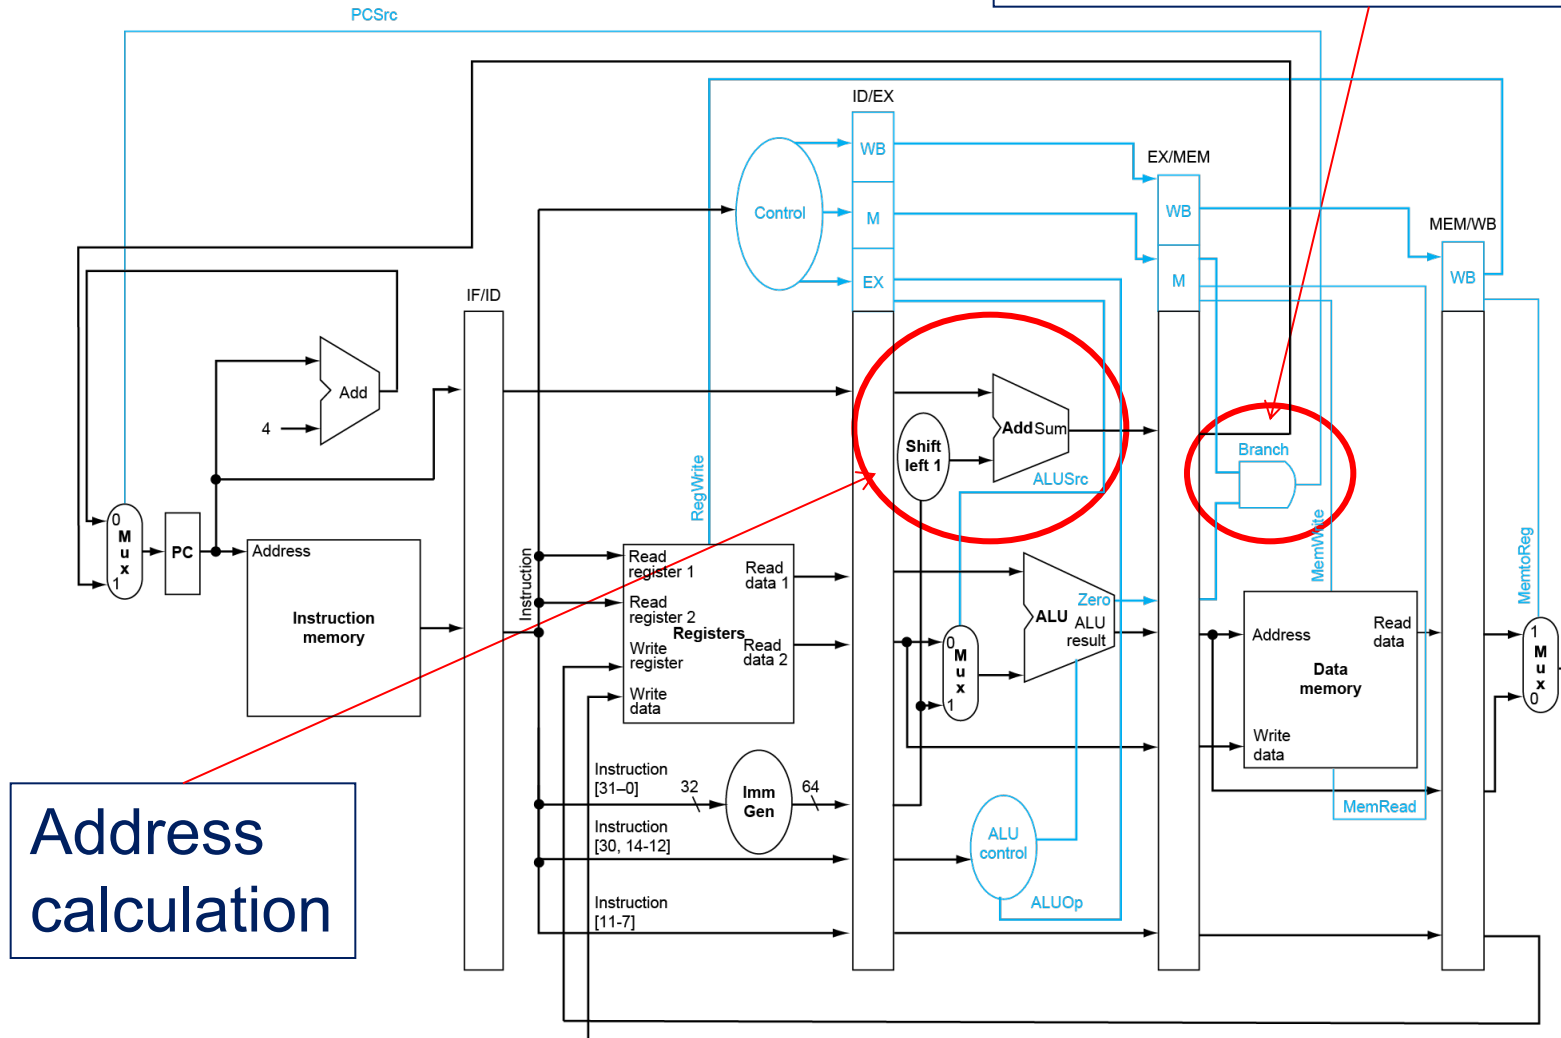 PCSrc
ID/EX
WB
EX/MEM
Control
M
WB
MEM/WB
EX
M
WB
IF/ID
Add
4
Shift
left 1
Add Sum
Branch
ALUSrc
RegWrite
MemWrite
MemtoReg
0
M
u
x
1
PC
Address
Instruction
memory
Instruction
Read
register 1
Read
register 2
Write
register
Write
data
Registers
Read
data 1
Read
data 2
0
M
u
x
1
Zero
ALU
ALU
result
Address
Read
data
Data
memory
Write
data
MemRead
1
M
u
x
0
Instruction
[31–0]
32
Imm
Gen
64
Instruction
[30, 14-12]
ALU
control
ALUOp
Instruction
[11-7]
Address
calculation